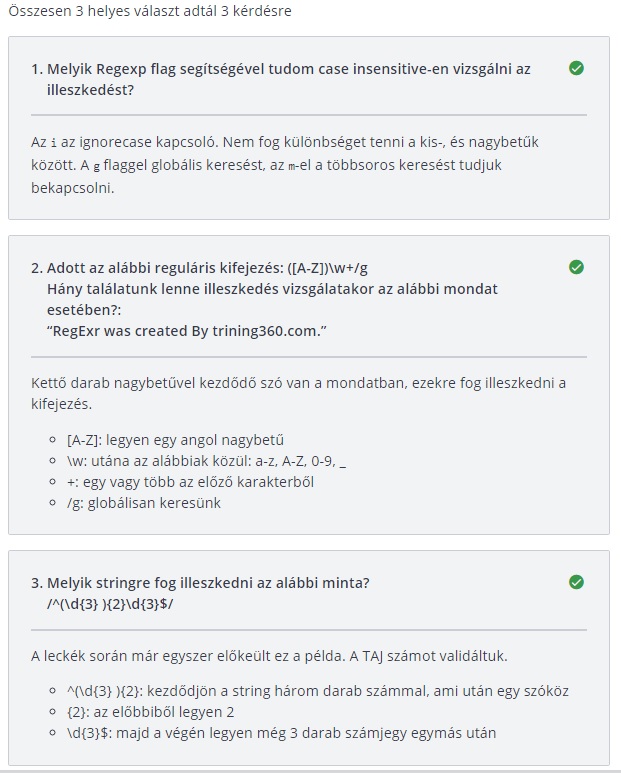 Összesen 3 helyes választ adtál 3 kérdésre
1. Melyik Regexp flag segítségével tudom case insensitive-en vizsgálni az
illeszkedést?
Az i az ignorecase kapcsoló. Nem fog különbséget tenni a kis-, és nagybetűk
között. A g flaggel globális keresést, az m-el a többsoros keresést tudjuk
bekapcsolni.
2. Adott az alábbi reguláris kifejezés: ([A-Z])\w+/g
Hány találatunk lenne illeszkedés vizsgálatakor az alábbi mondat
esetében?:
“RegExr was created By trining360.com.”
Kettő darab nagybetűvel kezdődő szó van a mondatban, ezekre fog illeszkedni a
kifejezés.
[A-Z]: legyen egy angol nagybetű
\w: utána az alábbiak közül: a-z, A-Z, 0-9, _
+: egy vagy több az előző karakterből
/g: globálisan keresünk
3. Melyik stringre fog illeszkedni az alábbi minta?
/^(\d{3} ){2}\d{3}$/
A leckék során már egyszer előkeült ez a példa. A TAJ számot validáltuk.
^(\d{3} ){2}: kezdődjön a string három darab számmal, ami után egy szóköz
{2}: az előbbiből legyen 2
\d{3}$: majd a végén legyen még 3 darab számjegy egymás után